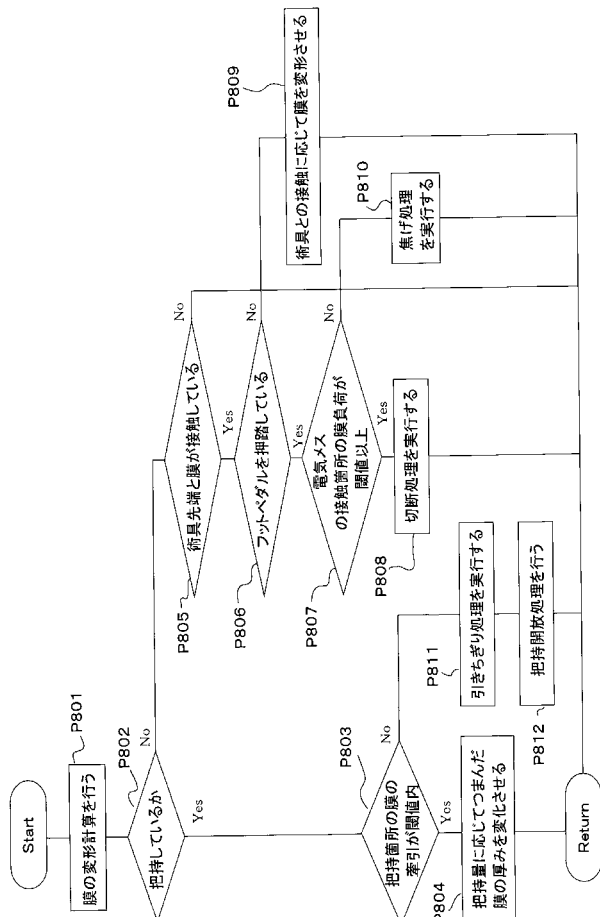 Start
P801
膜の変形計算を行う
P802
把持しているか
No
Yes
P803
把持箇所の膜の
牽引が閾値内
No
Yes
P804
把持量に応じてつまんだ
膜の厚みを変化させる
P805
術具先端と膜が接触している
No
Yes
P806
フットペダルを押踏している
No
Yes
P807
電気メス
の接触箇所の膜負荷が
閾値以上
No
Yes
P808
切断処理を実行する
P809
術具との接触に応じて膜を変形させる
P810
焦げ処理
を実行する
P811
引きちぎり処理を実行する
P812
把持開放処理を行う
Return